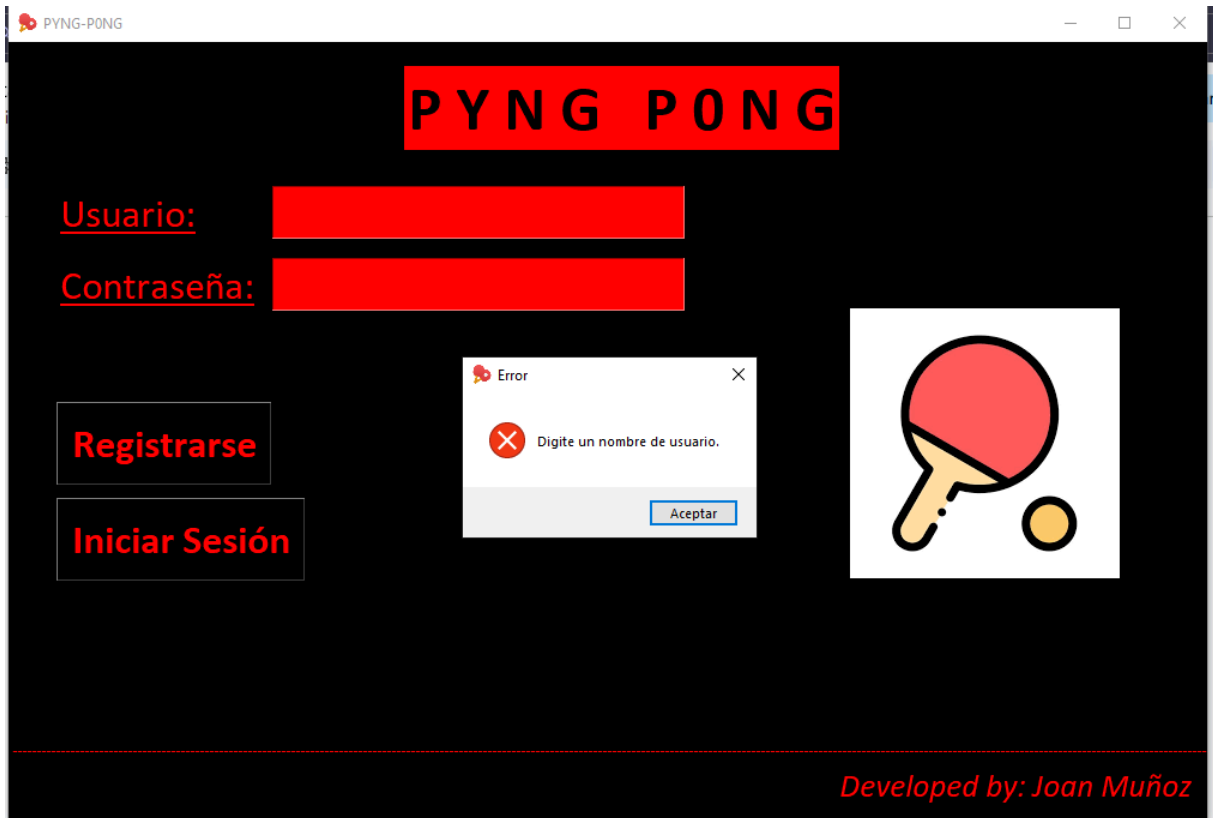 PYNG-P0NG
PYNG P0NG
Usuario:
Contraseña:
Error
Digite un nombre de usuario.
Aceptar
Registrarse
Iniciar Sesión
Developed by: Joan Muñoz